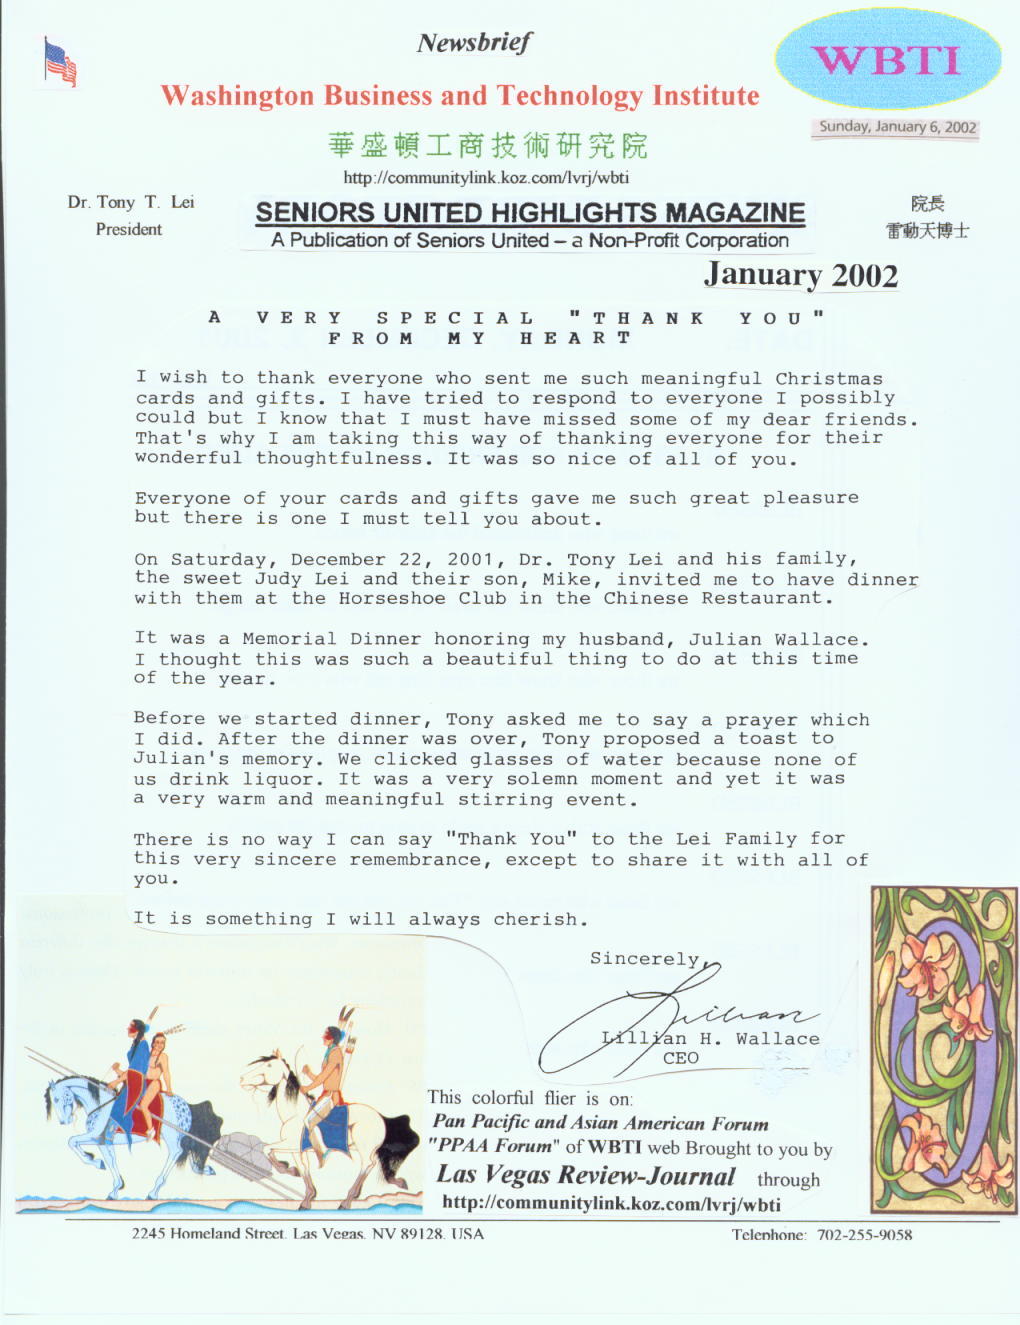 Newsbrief
WBTI
Washington Business and Technology Institute
Sunday, January 6, 2002
華盛頓工商技術研究院
http://communitylink.koz.com/lvrj/wbti
Dr. Tony T. Lei
President
院長
雷動天博士
SENIORS UNITED HIGHLIGHTS MAGAZINE
A Publication of Seniors United – a Non-Profit Corporation
January 2002
A VERY SPECIAL "THANK YOU"
FROM MY HEART
I wish to thank everyone who sent me such meaningful Christmas
cards and gifts. I have tried to respond to everyone I possibly
could but I know that I must have missed some of my dear friends.
That's why I am taking this way of thanking everyone for their
wonderful thoughtfulness. It was so nice of all of you.
Everyone of your cards and gifts gave me such great pleasure
but there is one I must tell you about.
On Saturday, December 22, 2001, Dr. Tony Lei and his family,
the sweet Judy Lei and their son, Mike, invited me to have dinner
with them at the Horseshoe Club in the Chinese Restaurant.
It was a Memorial Dinner honoring my husband, Julian Wallace.
I thought this was such a beautiful thing to do at this time
of the year.
Before we started dinner, Tony asked me to say a prayer which
I did. After the dinner was over, Tony proposed a toast to
Julian's memory. We clicked glasses of water because none of
us drink liquor. It was a very solemn moment and yet it was
a very warm and meaningful stirring event.
There is no way I can say "Thank You" to the Lei Family for
this very sincere remembrance, except to share it with all of
you.
It is something I will always cherish.
Sincerely,
Lillian
Lillian H. Wallace
CEO
This colorful flier is on:
Pan Pacific and Asian American Forum
"PPAA Forum" of WBTI web Brought to you by
Las Vegas Review-Journal through
http://communitylink.koz.com/lvrj/wbti
2245 Homeland Street, Las Vegas, NV 89128, USA
Telephone: 702-255-9058